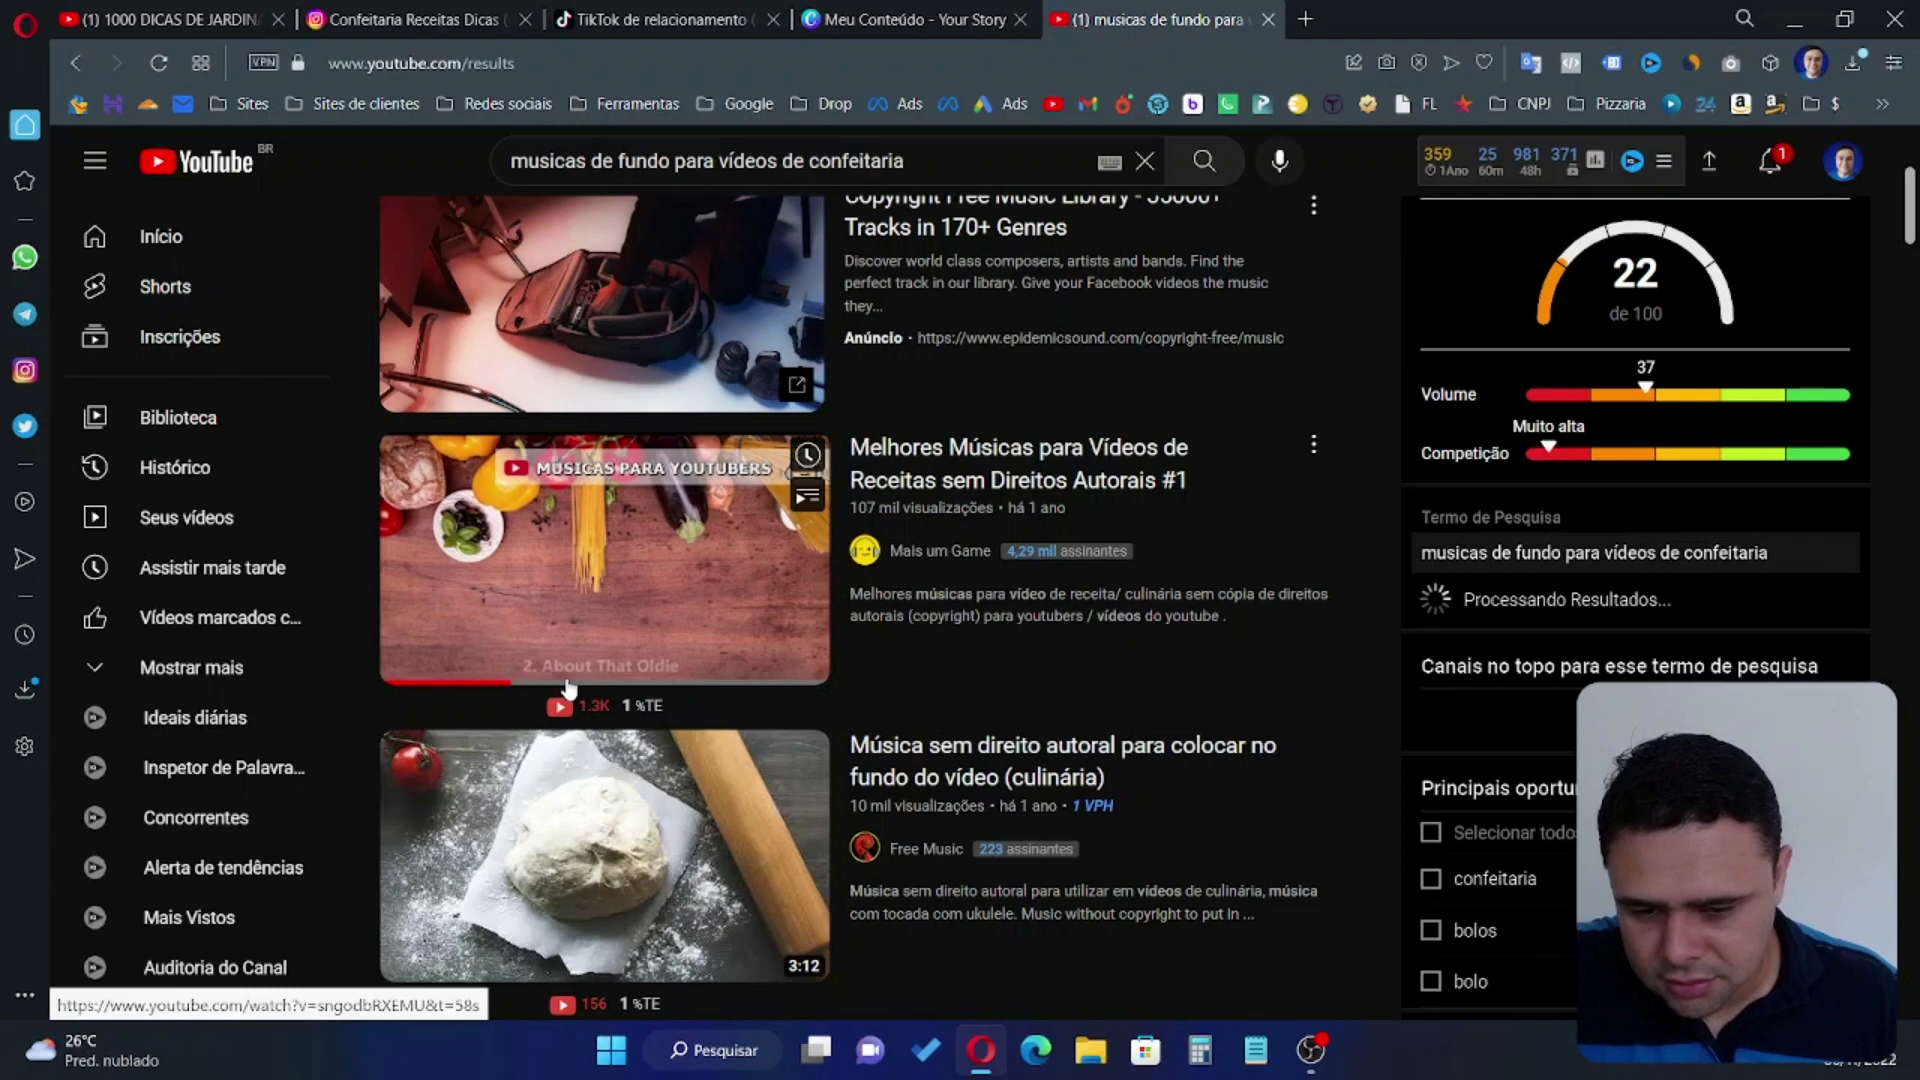 (1) 1000 DICAS DE JARDINA
Confeitaria Receitas Dicas (
TikTok de relacionamento (
Meu Conteúdo - Your Story
(1) musicas de fundo para v
VPN
www.youtube.com/results
Sites
Sites de clientes
Redes sociais
Ferramentas
Google
Drop
Ads
Ads
FL
CNPJ
Pizzaria
24
$
YouTube
BR
musicas de fundo para vídeos de confeitaria
359
1Ano
25
60m
981
48h
371
1
Início
Shorts
Inscrições
Biblioteca
Histórico
Seus vídeos
Assistir mais tarde
Vídeos marcados c...
Mostrar mais
Ideais diárias
Inspetor de Palavra...
Concorrentes
Alerta de tendências
Mais Vistos
Auditoria do Canal
Copyright Free Music Library - 35000+
Tracks in 170+ Genres
Discover world class composers, artists and bands. Find the
perfect track in our library. Give your Facebook videos the music
they...
Anúncio · https://www.epidemicsound.com/copyright-free/music
MÚSICAS PARA YOUTUBERS
2. About That Oldie
1.3K 1 %TE
Melhores Músicas para Vídeos de
Receitas sem Direitos Autorais #1
107 mil visualizações • há 1 ano
Mais um Game 4,29 mil assinantes
Melhores músicas para vídeo de receita/ culinária sem cópia de direitos
autorais (copyright) para youtubers / vídeos do youtube .
3:12
156 1 %TE
Música sem direito autoral para colocar no
fundo do vídeo (culinária)
10 mil visualizações • há 1 ano • 1 VPH
Free Music 223 assinantes
Música sem direito autoral para utilizar em vídeos de culinária, música
com tocada com ukulele. Music without copyright to put in ...
22
de 100
37
Volume
Muito alta
Competição
Termo de Pesquisa
musicas de fundo para vídeos de confeitaria
Processando Resultados...
Canais no topo para esse termo de pesquisa
Principais oportu
Selecionar todo
confeitaria
bolos
bolo
https://www.youtube.com/watch?v=sngodbRXEMU&t=58s
26°C
Pred. nublado
Pesquisar